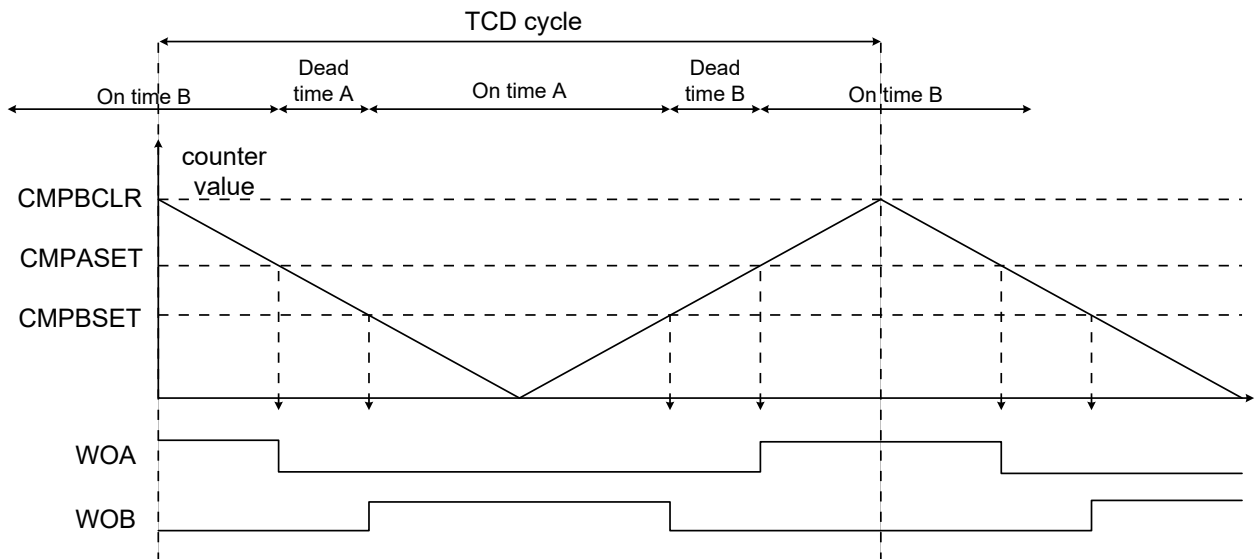 TCD cycle
On time B
Dead
time A
On time A
Dead
time B
On time B
counter
value
CMPBCLR
CMPASET
CMPBSET
WOA
WOB